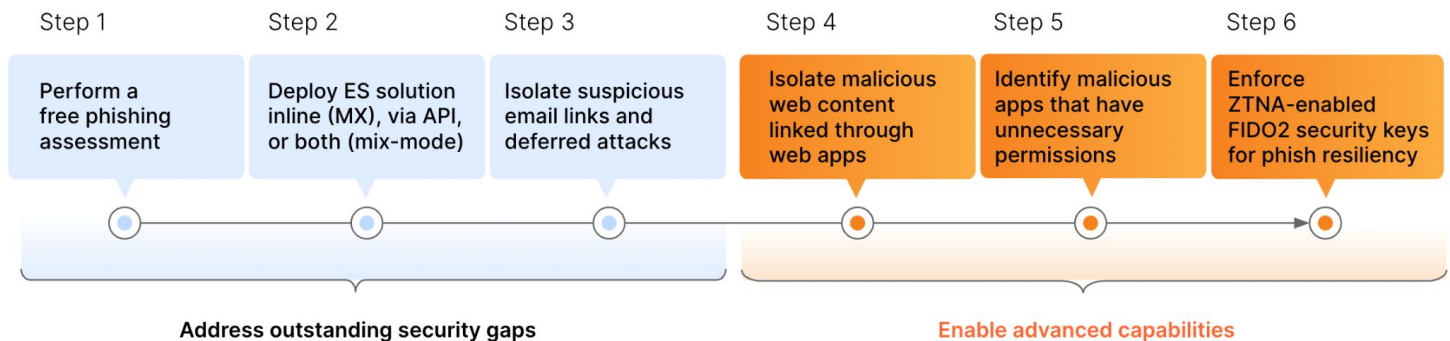 Step 1
Perform a
free phishing
assessment
Step 2
Deploy ES solution
inline (MX), via API,
or both (mix-mode)
Step 3
Isolate suspicious
email links and
deferred attacks
Step 4
Isolate malicious
web content
linked through
web apps
Step 5
Identify malicious
apps that have
unnecessary
permissions
Step 6
Enforce
ZTNA-enabled
FIDO2 security keys
for phish resiliency
Address outstanding security gaps
Enable advanced capabilities